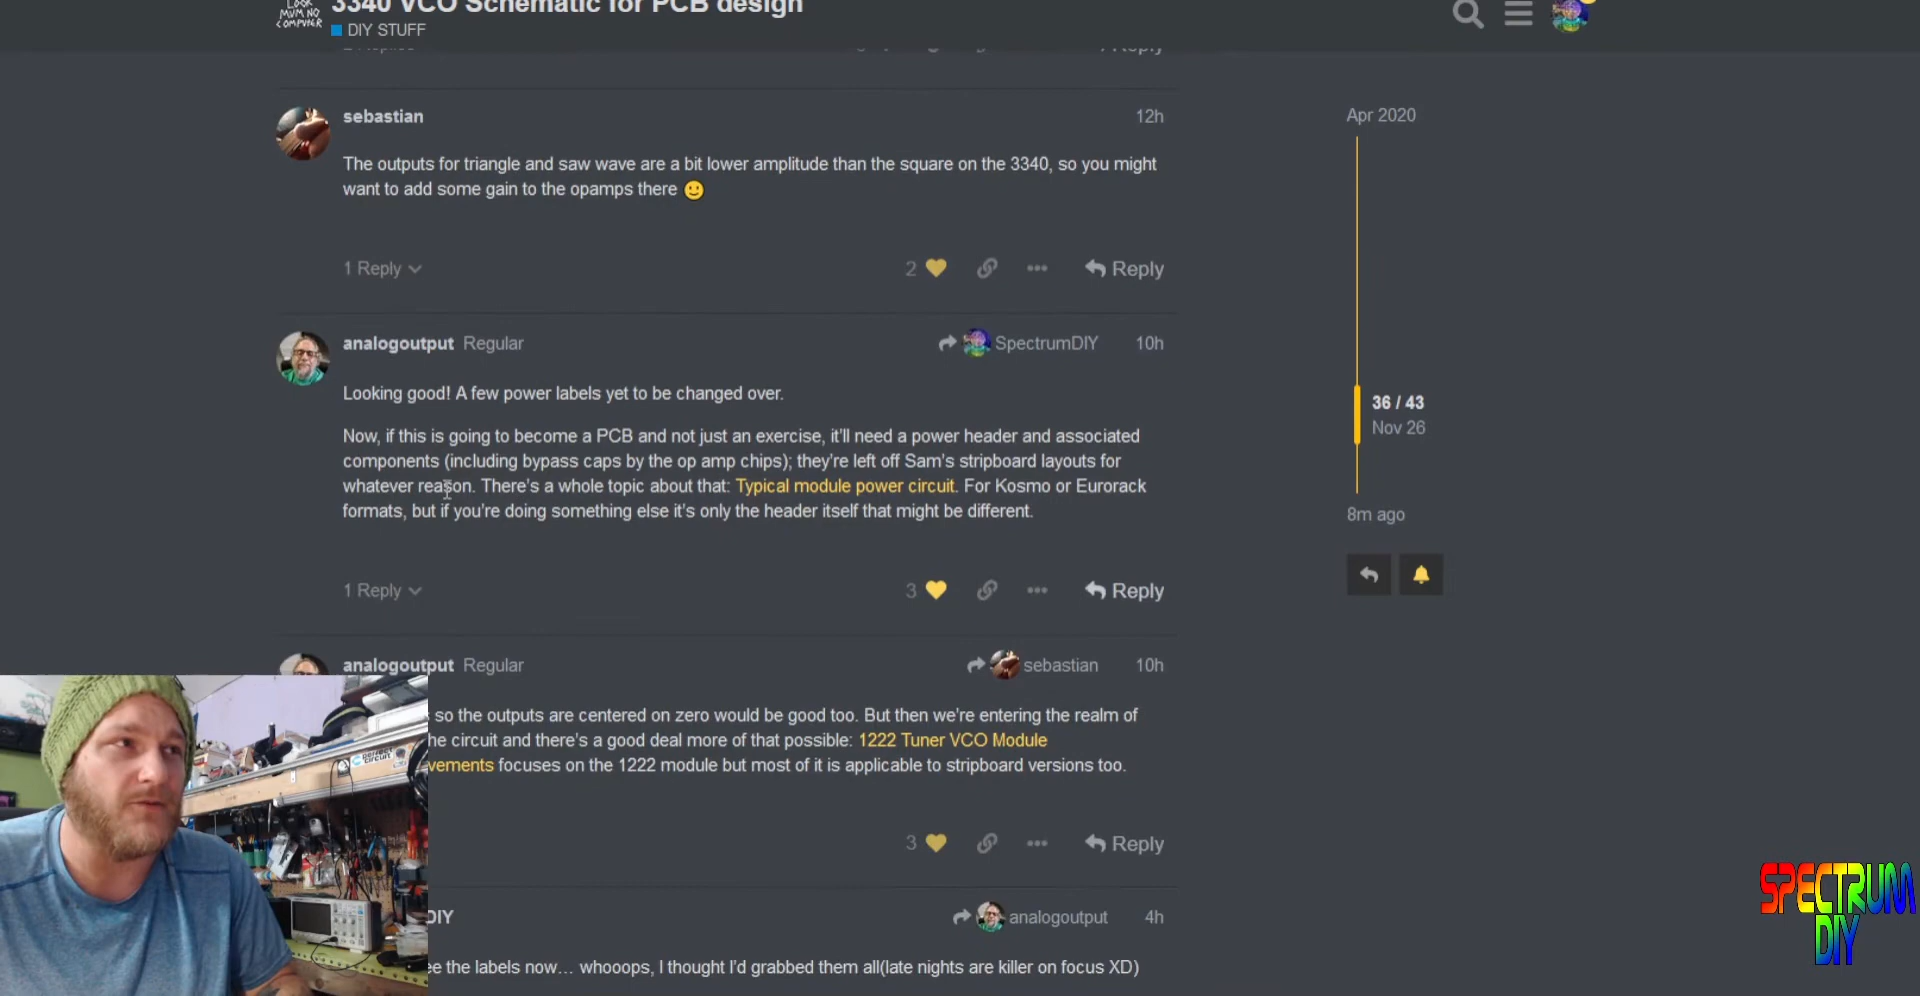 LOOK
MUM NO
COMPUTER
3340 VCO Schematic for PCB design
DIY STUFF
Reply
sebastian 12h
The outputs for triangle and saw wave are a bit lower amplitude than the square on the 3340, so you might
want to add some gain to the opamps there
1 Reply 2 Reply
analogoutput Regular SpectrumDIY 10h
Looking good! A few power labels yet to be changed over.
Now, if this is going to become a PCB and not just an exercise, it'll need a power header and associated
components (including bypass caps by the op amp chips); they're left off Sam's stripboard layouts for
whatever reason. There's a whole topic about that: Typical module power circuit. For Kosmo or Eurorack
formats, but if you're doing something else it's only the header itself that might be different.
1 Reply 3 Reply
analogoutput Regular sebastian 10h
so the outputs are centered on zero would be good too. But then we're entering the realm of
he circuit and there's a good deal more of that possible: 1222 Tuner VCO Module
vements focuses on the 1222 module but most of it is applicable to stripboard versions too.
3 Reply
DIY analogoutput 4h
ee the labels now... whooops, I thought I'd grabbed them all(late nights are killer on focus XD)
Apr 2020
36 / 43
Nov 26
8m ago
CORRECT
CIRCUIT
SPECTRUM
DIY